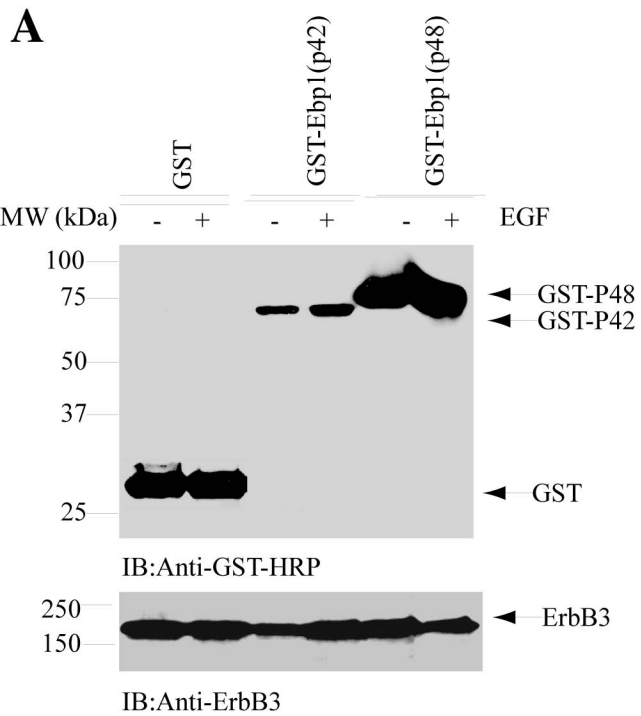 A
GST
GST-Ebp1(p42)
GST-Ebp1(p48)
MW (kDa) - + - + - + EGF
100
75
GST-P48
GST-P42
50
37
GST
25
IB:Anti-GST-HRP
250
ErbB3
150
IB:Anti-ErbB3